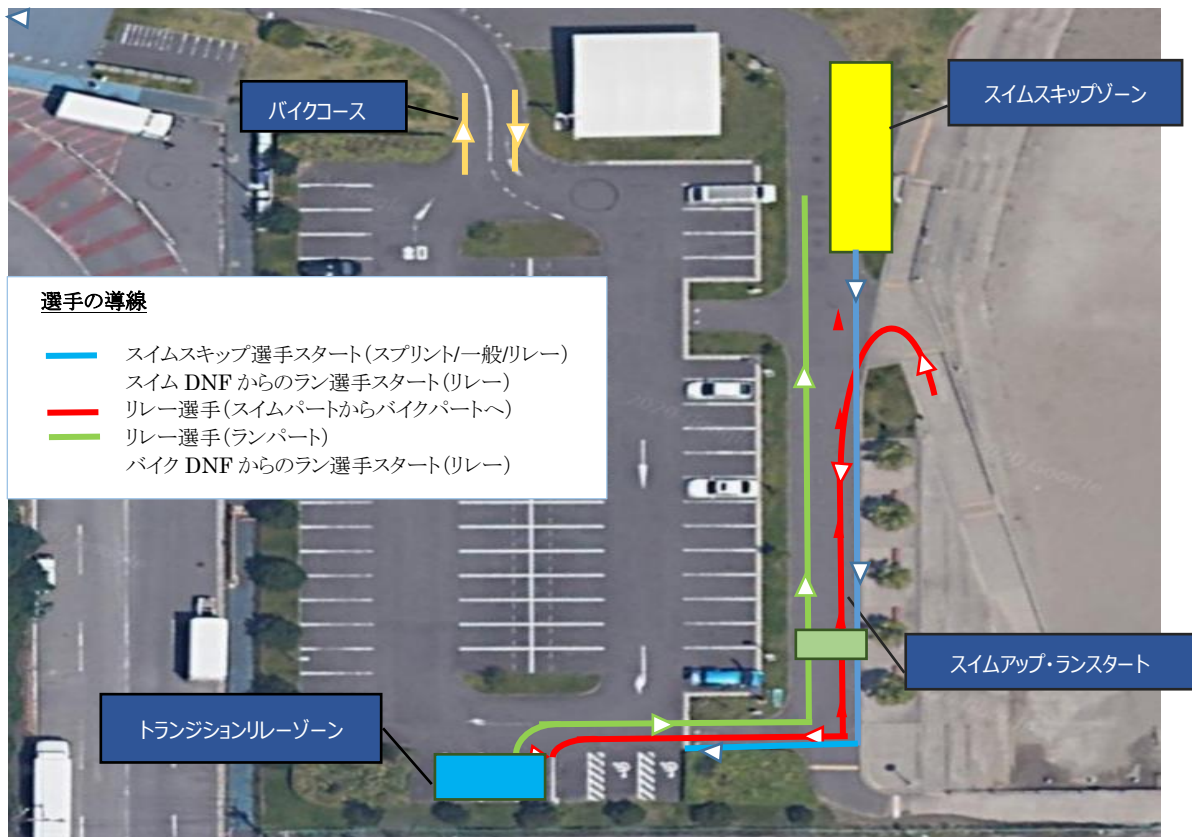 バイクコース
スイムスキップゾーン
選手の導線
スイムスキップ選手スタート(スプリント/一般/リレー)
スイム DNF からのラン選手スタート(リレー)
リレー選手(スイムパートからバイクパートへ)
リレー選手(ランパート)
バイク DNF からのラン選手スタート(リレー)
スイムアップ・ランスタート
トランジションリレーゾーン